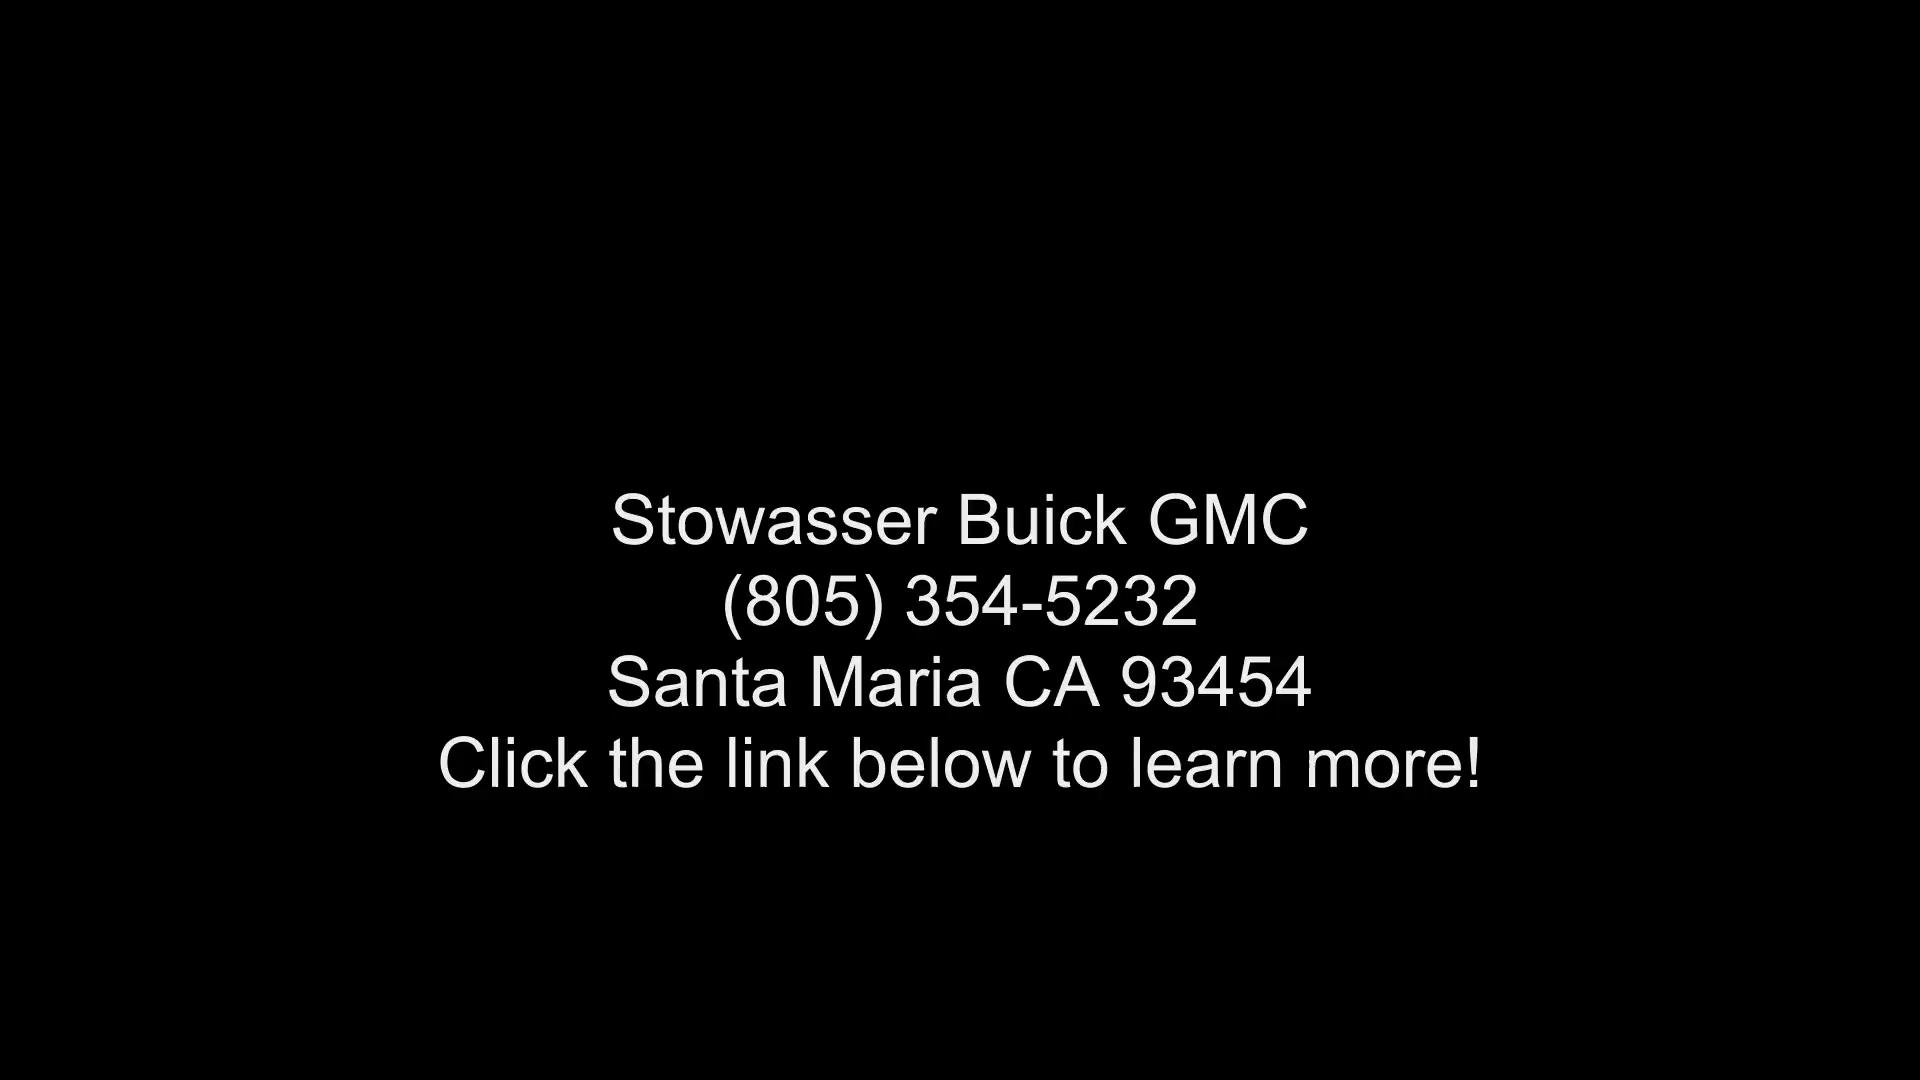 Stowasser Buick GMC
(805) 354-5232
Santa Maria CA 93454
Click the link below to learn more!